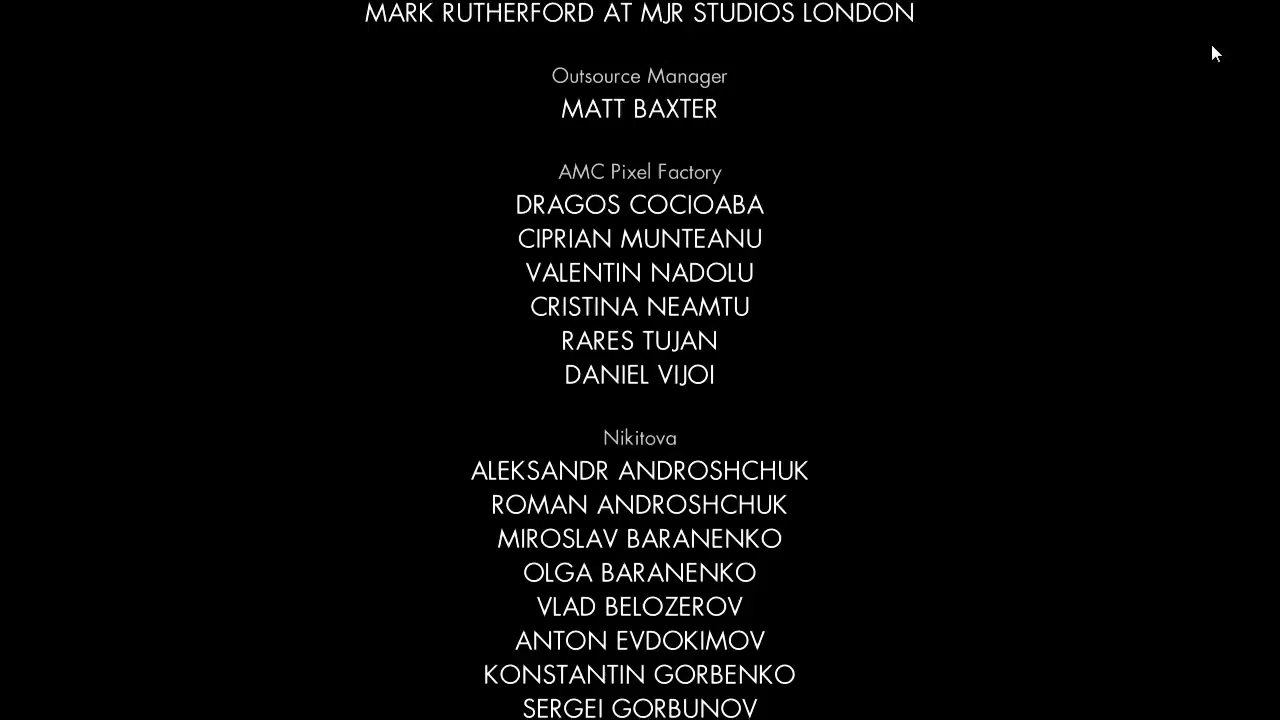 MARK RUTHERFORD AT MJR STUDIOS LONDON
Outsource Manager
MATT BAXTER
AMC Pixel Factory
DRAGOS COCIOABA
CIPRIAN MUNTEANU
VALENTIN NADOLU
CRISTINA NEAMTU
RARES TUJAN
DANIEL VIJOI
Nikitova
ALEKSANDR ANDROSHCHUK
ROMAN ANDROSHCHUK
MIROSLAV BARANENKO
OLGA BARANENKO
VLAD BELOZEROV
ANTON EVDOKIMOV
KONSTANTIN GORBENKO
SERGEI GORBUNOV